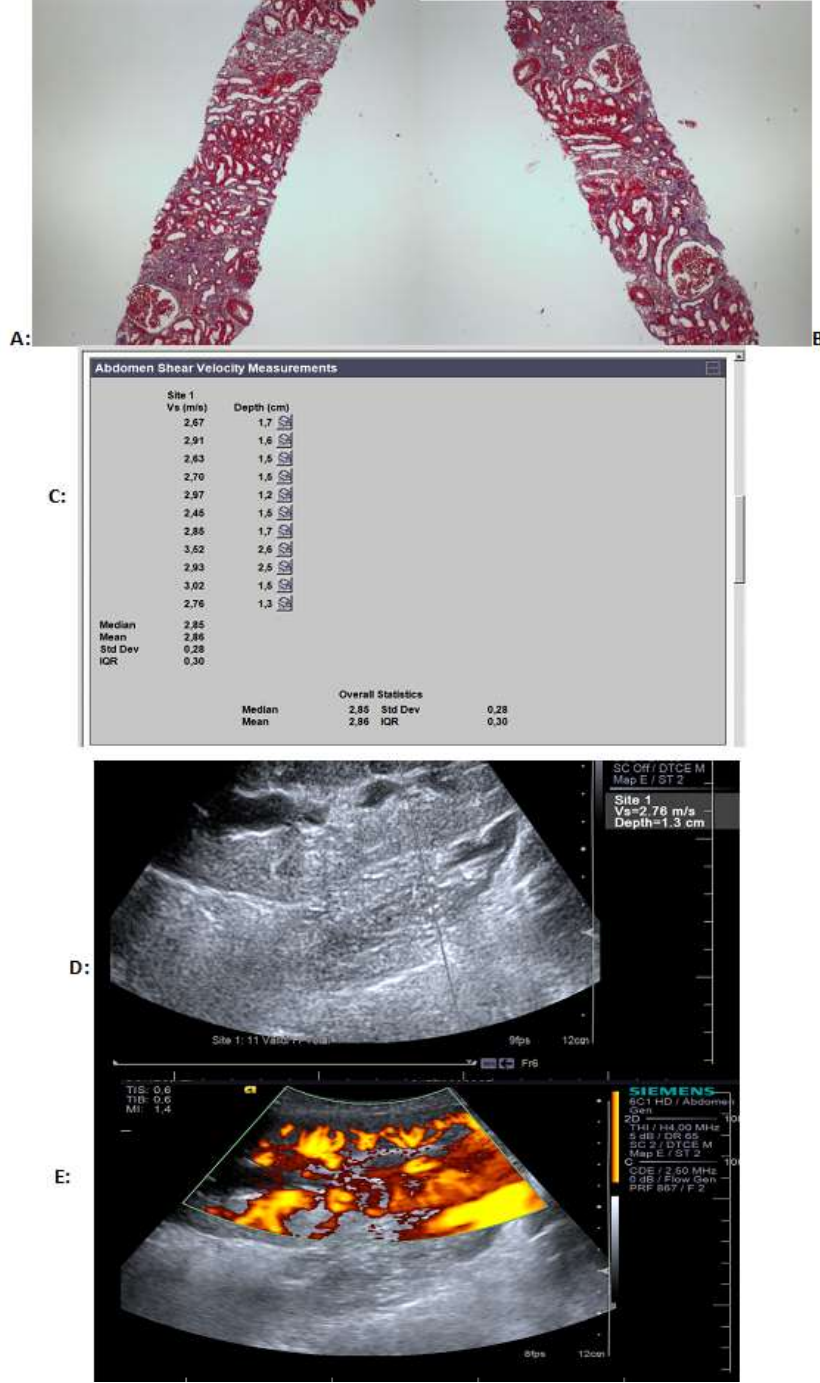 A:
B
C:
Abdomen Shear Velocity Measurements
Site 1
Vs (m/s) Depth (cm)
2,67 1,7
2,91 1,6
2,63 1,5
2,70 1,5
2,97 1,2
2,45 1,5
2,85 1,7
3,52 2,6
2,93 2,5
3,02 1,5
2,76 1,3
Median 2,85
Mean 2,86
Std Dev 0,28
IQR 0,30
Overall Statistics
Median 2,85 Std Dev 0,28
Mean 2,86 IQR 0,30
D:
SC Off / DTCE M
Map E / ST 2
Site 1
Vs=2.76 m/s
Depth=1.3 cm
Site 1: 11 Valid/
9fps 12cm
Fr6
E:
TIS: 0,6
TIB: 0,6
MI: 1,4
SIEMENS
6C1 HD / Abdomen
Gen
2D
THI / H4,00 MHz
5 dB / DR 65
SC 2 / DTCE M
Map E / ST 2
C
CDE / 2,50 MHz
0 dB / Flow Gen
PRF 867 / F 2
8fps 12cm